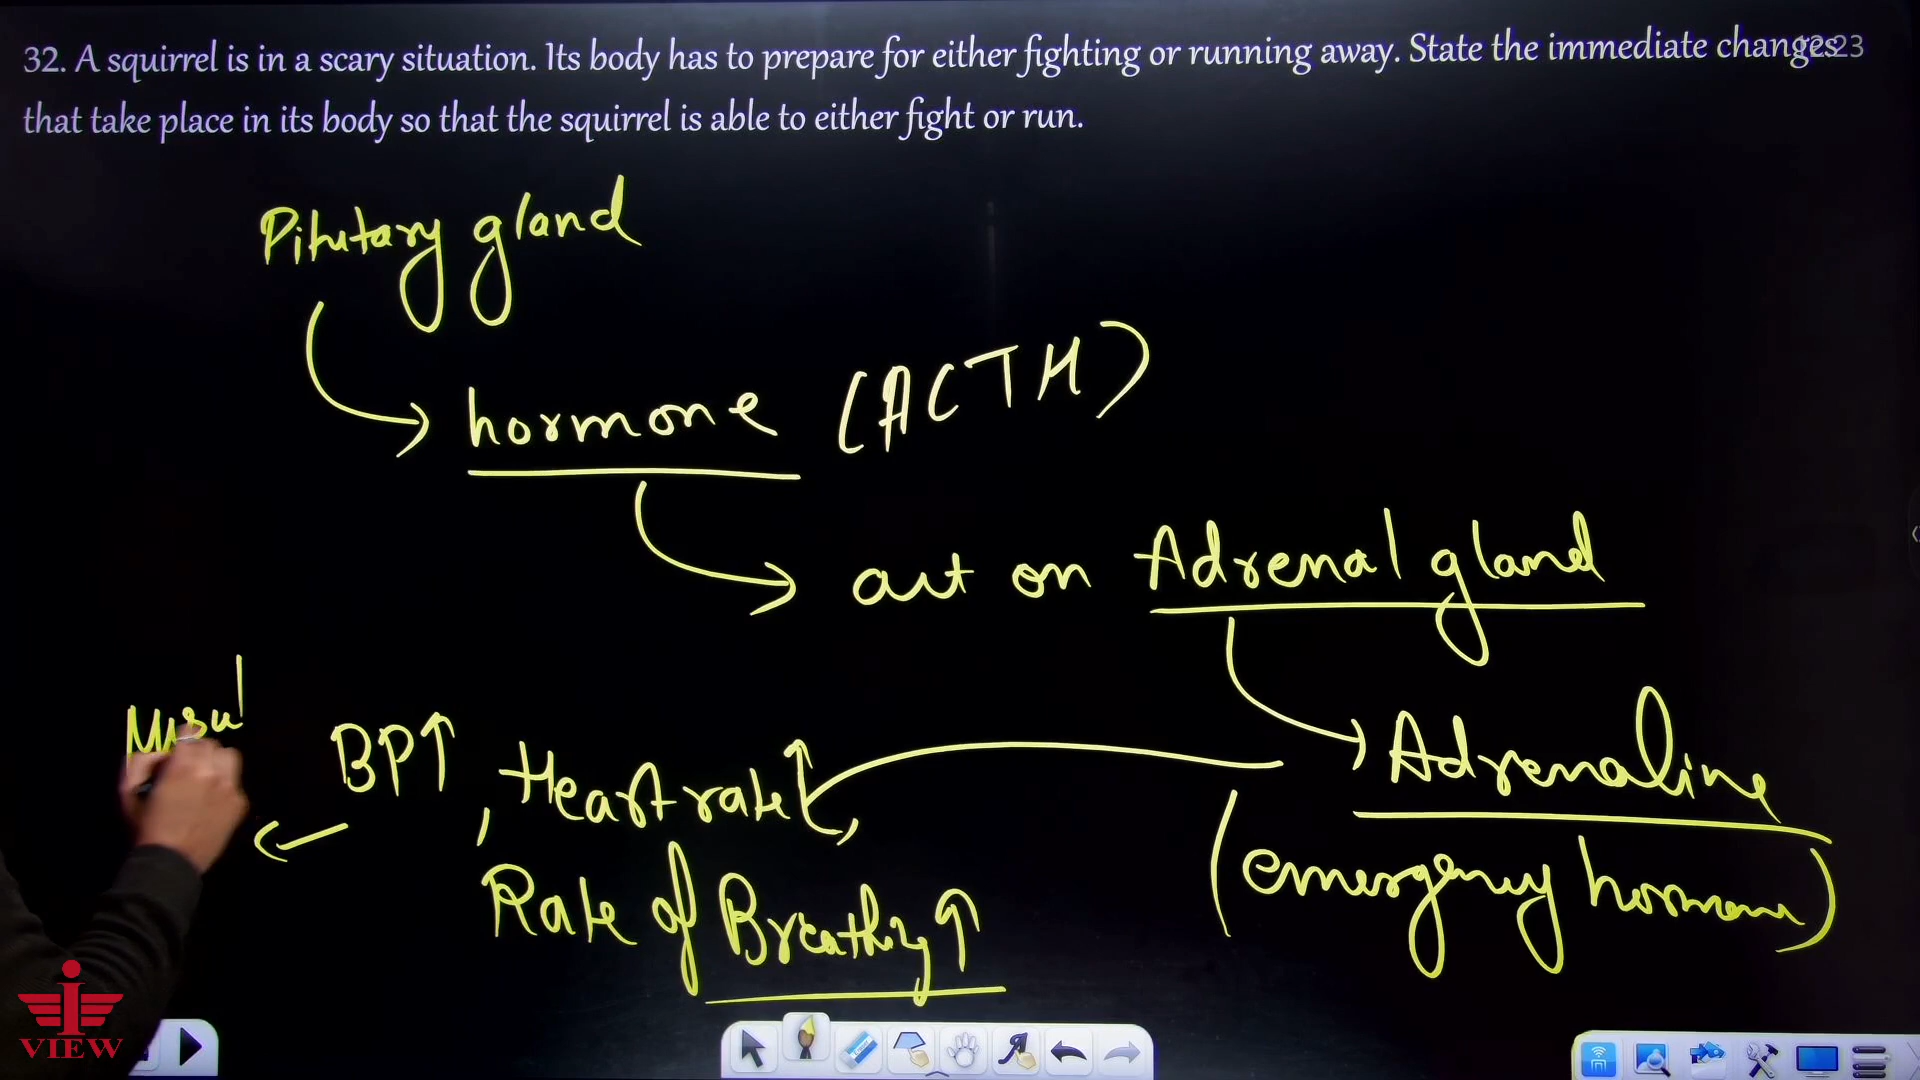 32. A squirrel is in a scary situation. Its body has to prepare for either fighting or running away. State the immediate changes
that take place in its body so that the squirrel is able to either fight or run.
Pitutary gland
hormone (ACTH)
act on Adrenal gland
Adrenaline
(emergency hormone)
BP↑, Heart rate↑
Rate of Breathing↑
VIEW